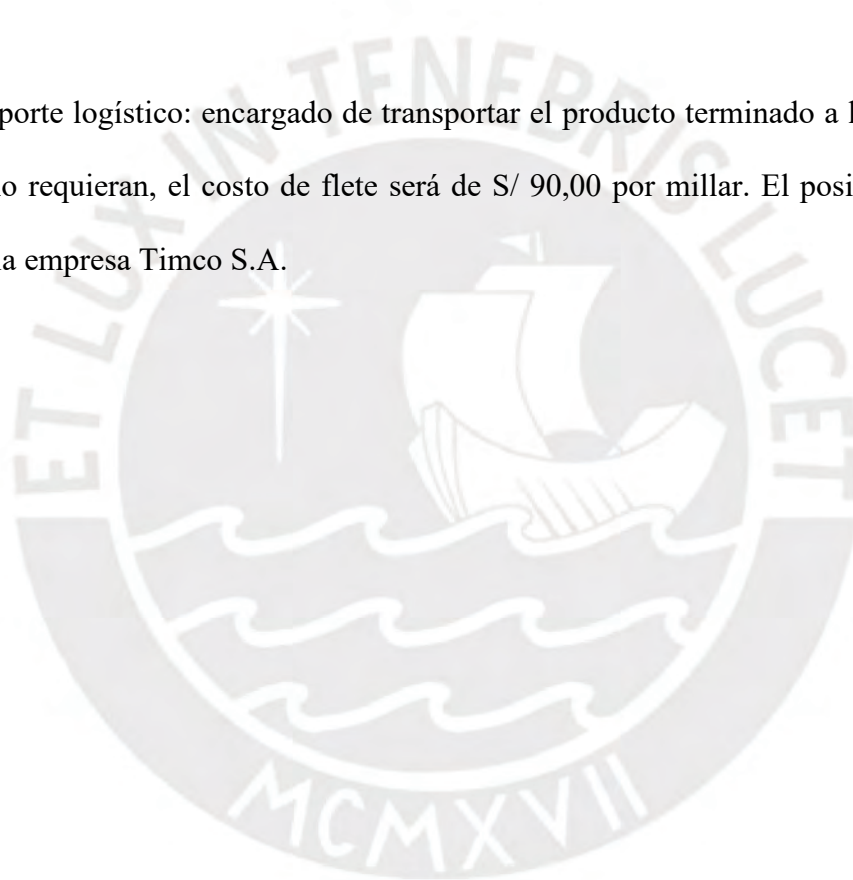 porte logístico: encargado de transportar el producto terminado a l
o requieran, el costo de flete será de S/ 90,00 por millar. El posi
la empresa Timco S.A.
ET LUX IN TENEBRIS LUCET
MCMXVII